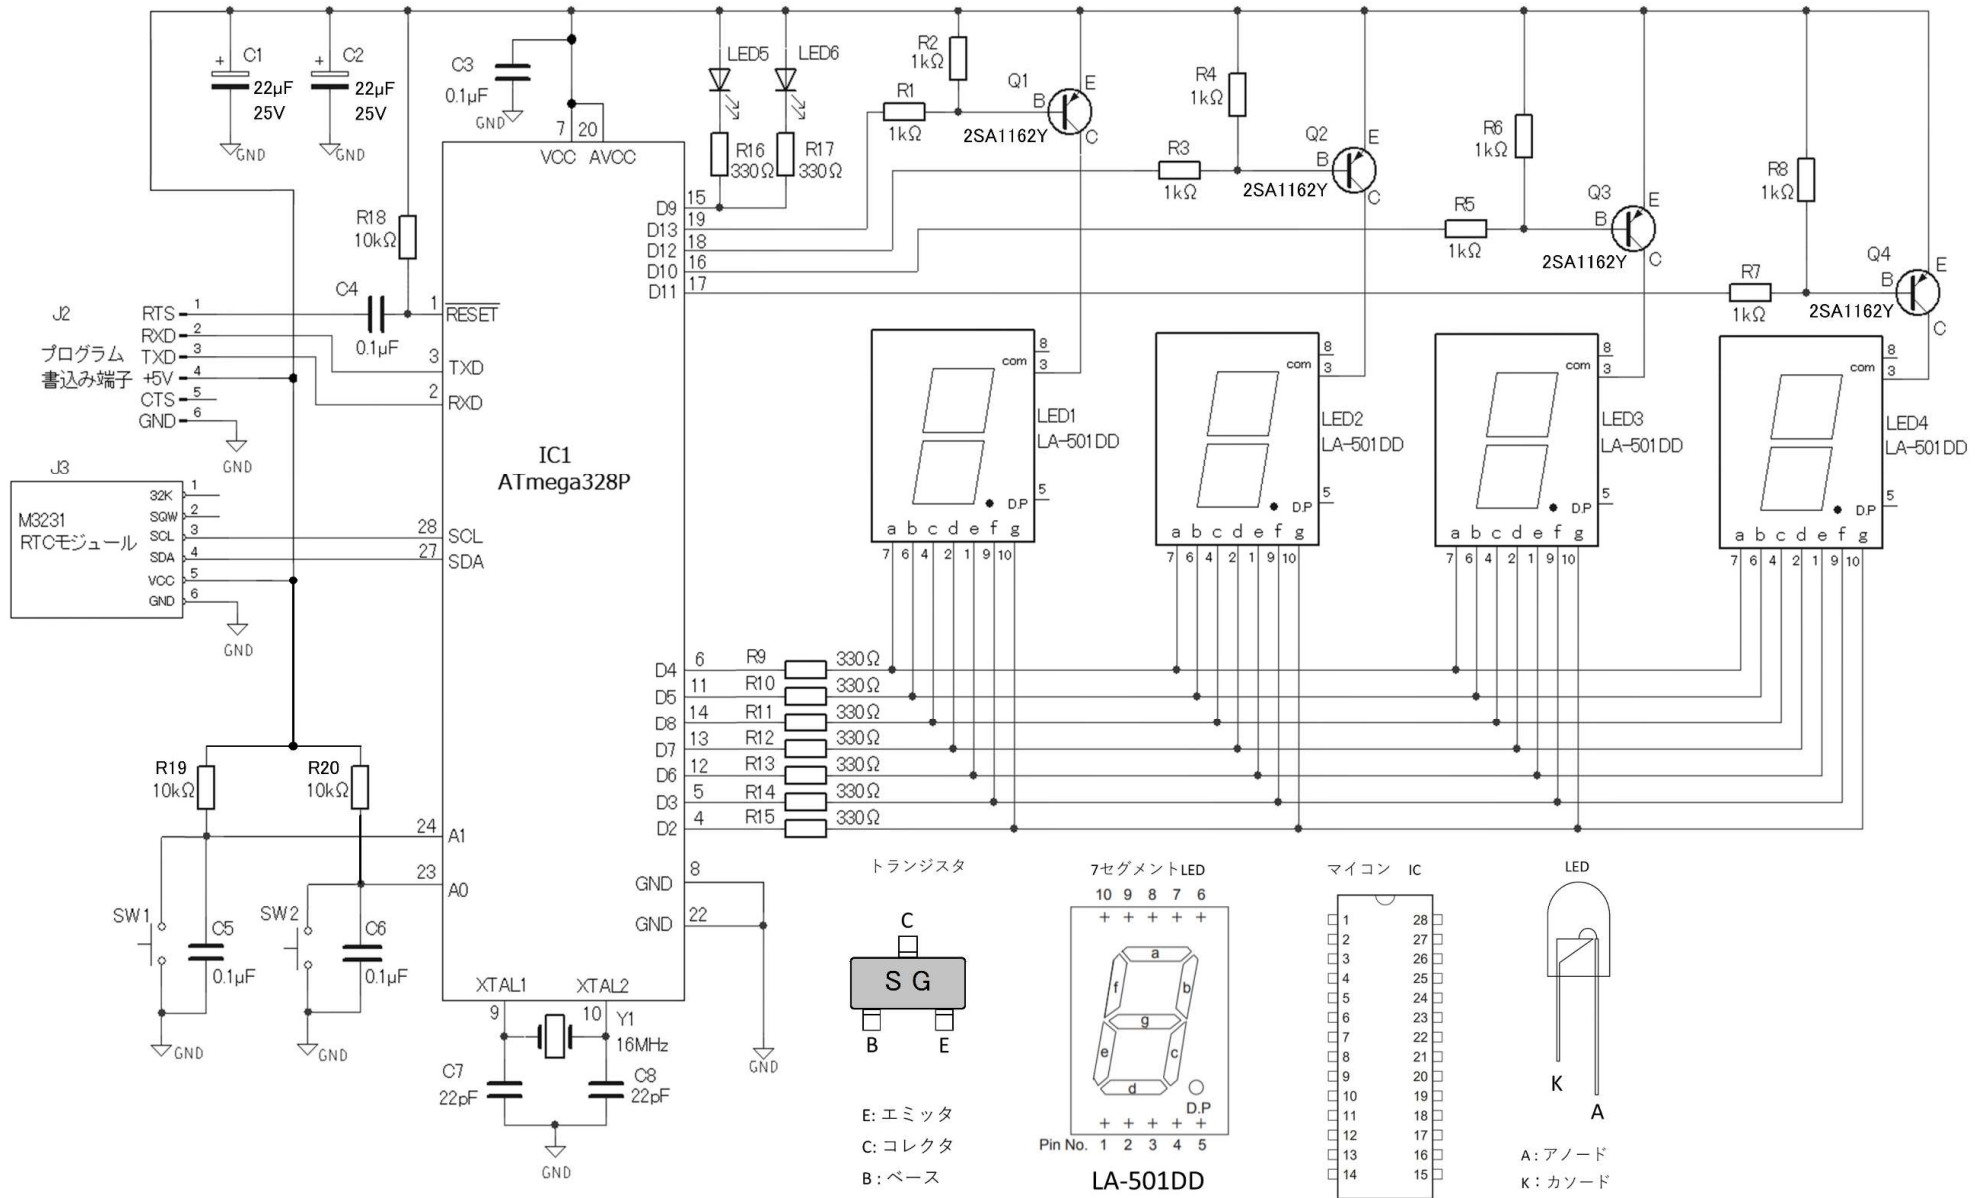 C1
22μF
25V
GND
C2
22μF
25V
GND
C3
0.1μF
GND
7
20
VCC
AVCC
LED5
LED6
R16
330Ω
R17
330Ω
R2
1kΩ
R1
1kΩ
Q1
B
E
C
2SA1162Y
R4
1kΩ
R3
1kΩ
Q2
B
E
C
2SA1162Y
R6
1kΩ
R5
1kΩ
Q3
B
E
C
2SA1162Y
R8
1kΩ
R7
1kΩ
Q4
B
E
C
2SA1162Y
R18
10kΩ
C4
0.1μF
J2
プログラム
書込み端子
RTS 1
RXD 2
TXD 3
+5V 4
CTS 5
GND 6
GND
J3
M3231
RTCモジュール
32K 1
SQW 2
SCL 3
SDA 4
VCC 5
GND 6
GND
1 RESET
3 TXD
2 RXD
28 SCL
27 SDA
24 A1
23 A0
IC1
ATmega328P
D9 15
D13 19
D12 18
D10 16
D11 17
D4 6 R9 330Ω
D5 11 R10 330Ω
D8 14 R11 330Ω
D7 13 R12 330Ω
D6 12 R13 330Ω
D3 5 R14 330Ω
D2 4 R15 330Ω
GND 8
GND 22
GND
XTAL1
XTAL2
9
10
Y1
16MHz
C7
22pF
C8
22pF
GND
R19
10kΩ
R20
10kΩ
SW1
C5
0.1μF
GND
SW2
C6
0.1μF
GND
com
8
3
LED1
LA-501DD
D.P
5
a b c d e f g
7 6 4 2 1 9 10
com
8
3
LED2
LA-501DD
D.P
5
a b c d e f g
7 6 4 2 1 9 10
com
8
3
LED3
LA-501DD
D.P
5
a b c d e f g
7 6 4 2 1 9 10
com
8
3
LED4
LA-501DD
D.P
5
a b c d e f g
7 6 4 2 1 9 10
トランジスタ
C
S G
B E
E: エミッタ
C: コレクタ
B : ベース
7セグメントLED
10 9 8 7 6
a
f b
g
e c
d
D.P
Pin No. 1 2 3 4 5
LA-501DD
マイコン IC
1 28
2 27
3 26
4 25
5 24
6 23
7 22
8 21
9 20
10 19
11 18
12 17
13 16
14 15
LED
K
A
A : アノード
K : カソード